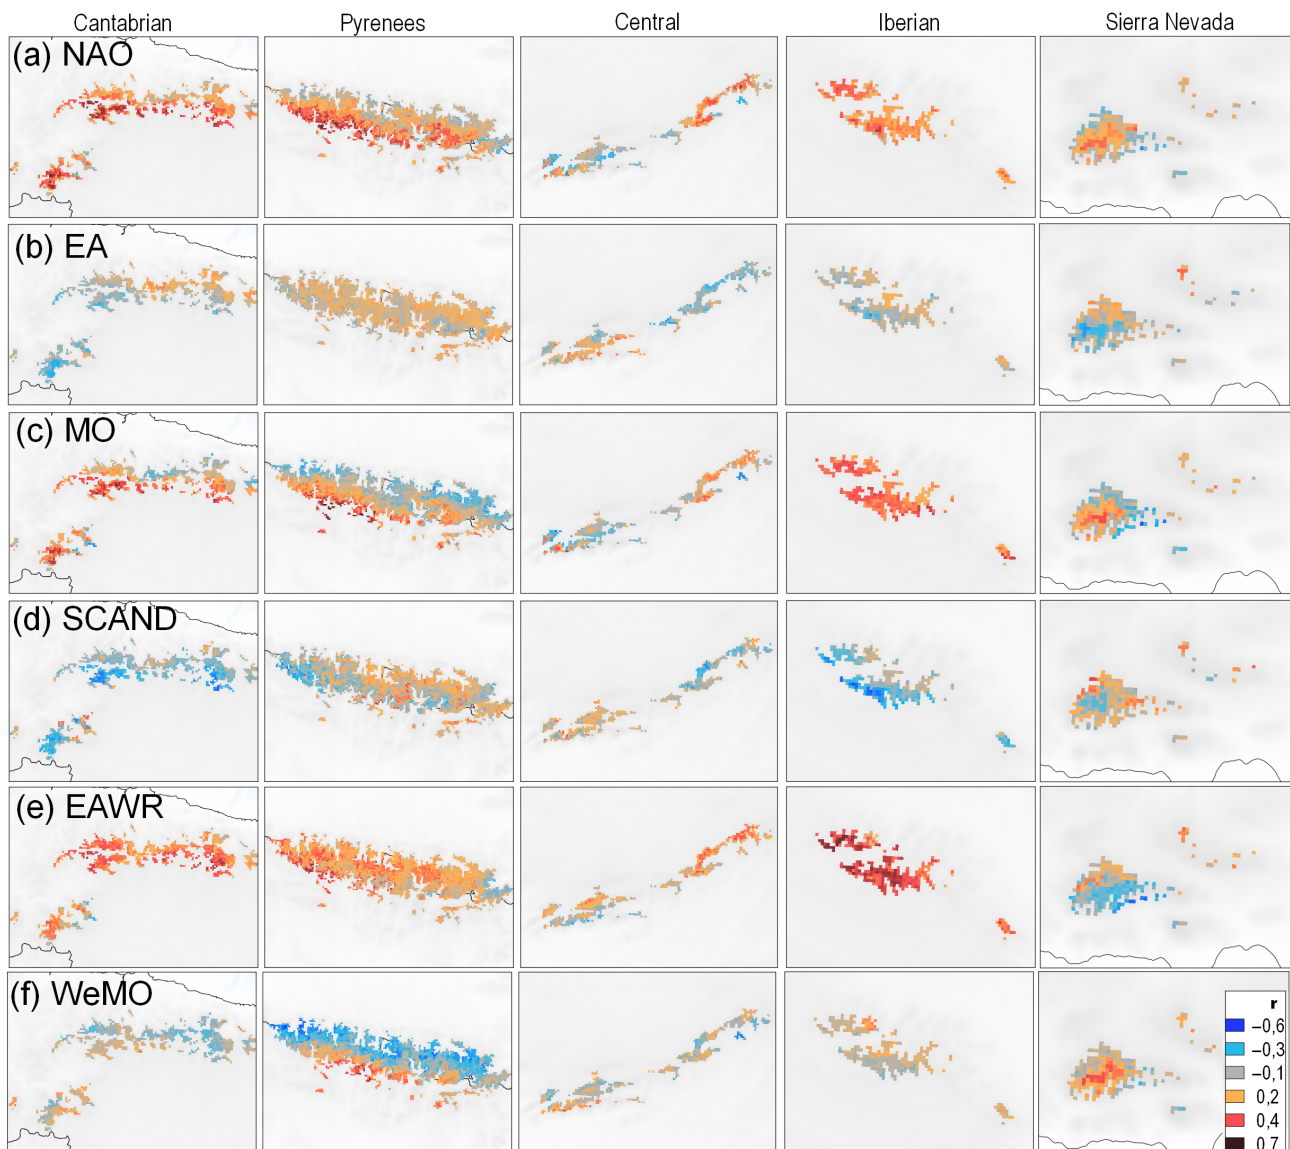 Cantabrian Pyrenees Central Iberian Sierra Nevada
(a) NAO
(b) EA
(c) MO
(d) SCAND
(e) EAWR
(f) WeMO
r
−0,6
−0,3
−0,1
0,2
0,4
0,7